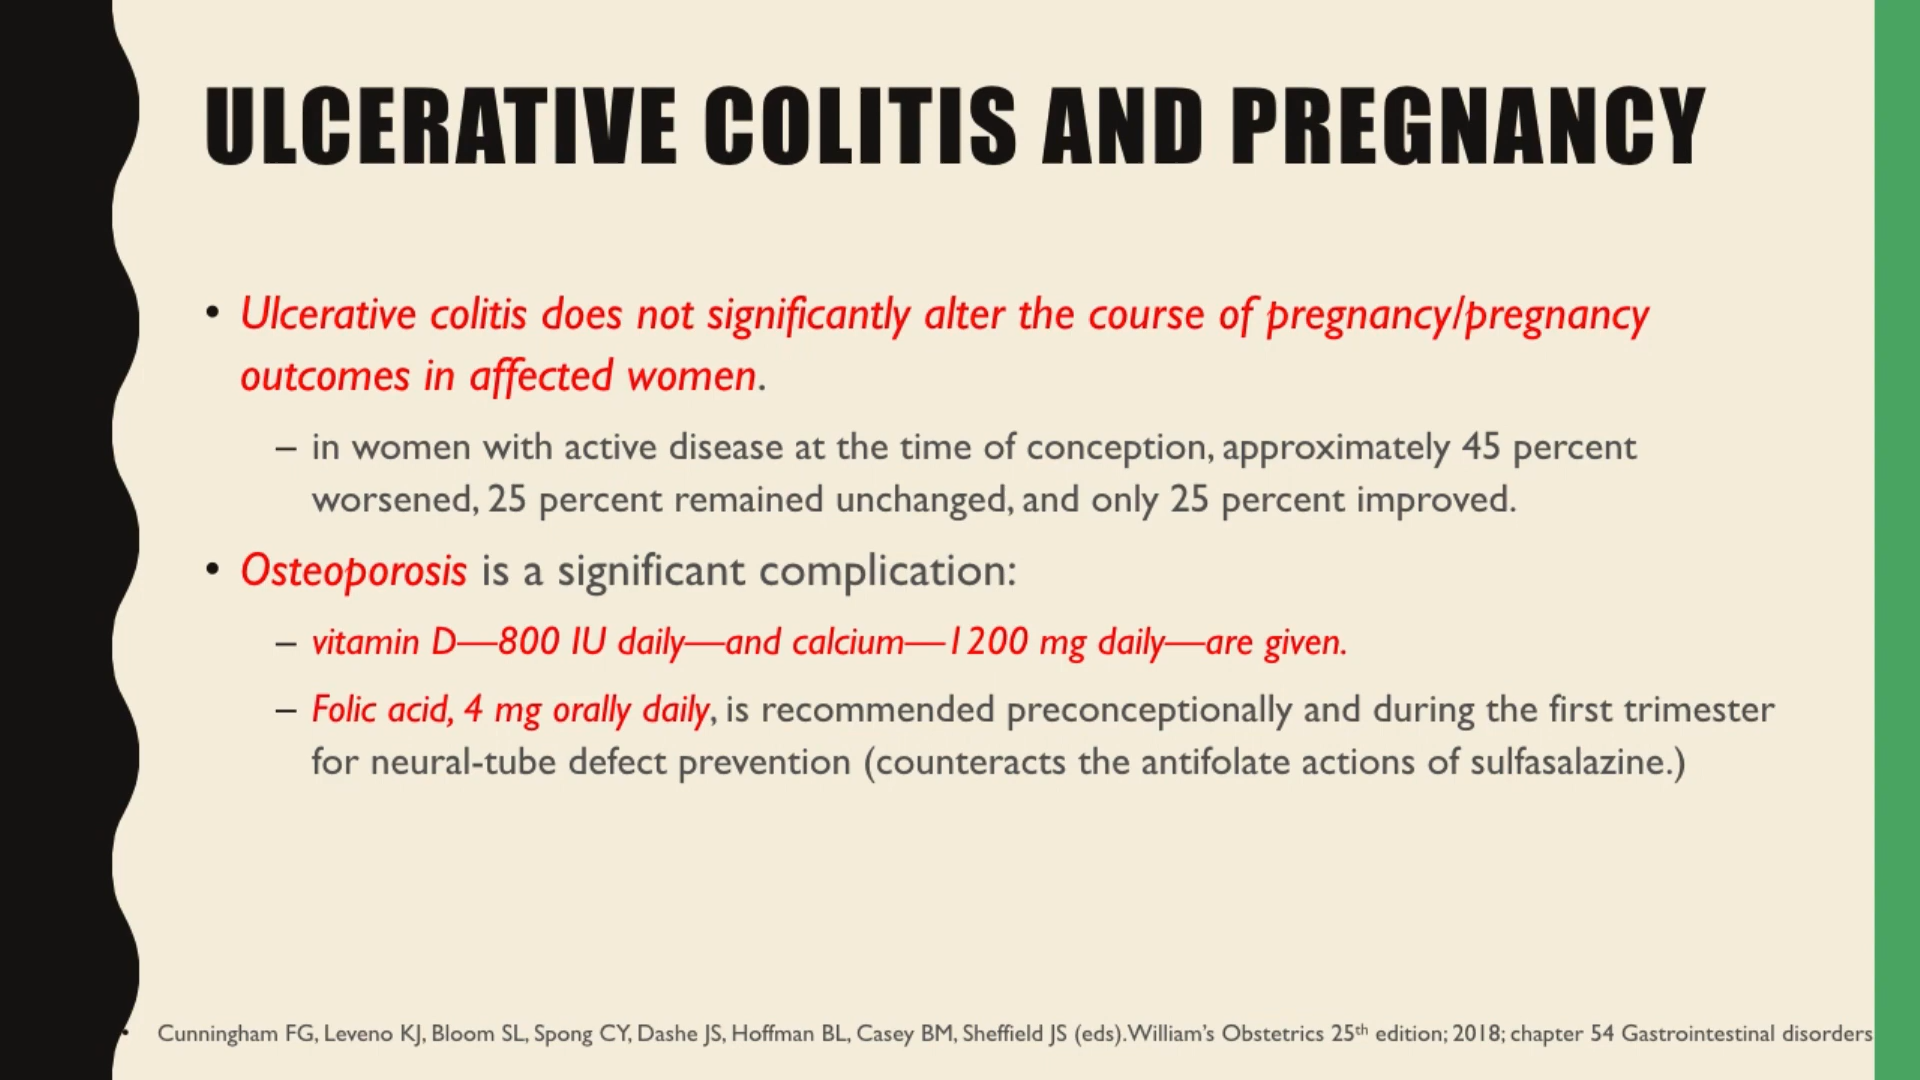 ULCERATIVE COLITIS AND PREGNANCY
• Ulcerative colitis does not significantly alter the course of pregnancy/pregnancy
outcomes in affected women.
– in women with active disease at the time of conception, approximately 45 percent
worsened, 25 percent remained unchanged, and only 25 percent improved.
• Osteoporosis is a significant complication:
– vitamin D—800 IU daily—and calcium—1200 mg daily—are given.
– Folic acid, 4 mg orally daily, is recommended preconceptionally and during the first trimester
for neural-tube defect prevention (counteracts the antifolate actions of sulfasalazine.)
• Cunningham FG, Leveno KJ, Bloom SL, Spong CY, Dashe JS, Hoffman BL, Casey BM, Sheffield JS (eds).William’s Obstetrics 25th edition; 2018; chapter 54 Gastrointestinal disorders